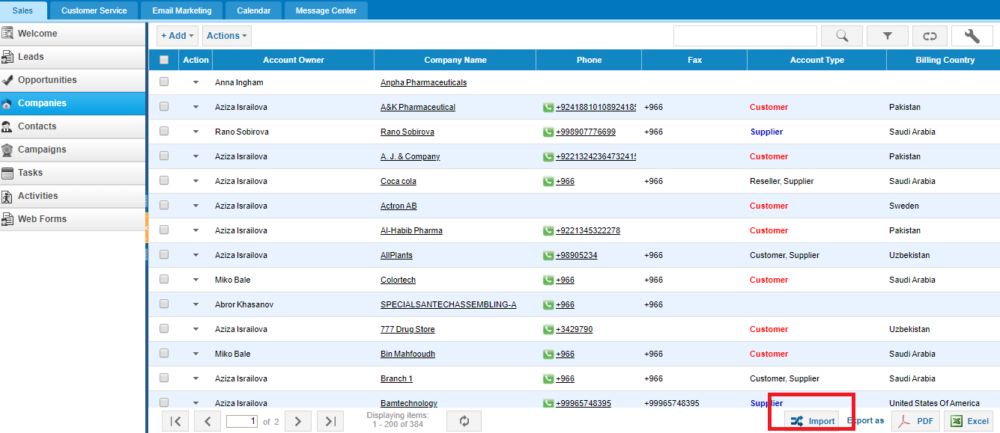 Sales Customer Service Email Marketing Calendar Message Center
Welcome
Leads
Opportunities
Companies
Contacts
Campaigns
Tasks
Activities
Web Forms
+ Add Actions
Action Account Owner Company Name Phone Fax Account Type Billing Country
Anna Ingham Anpha Pharmaceuticals
Aziza Israilova A&K Pharmaceutical +92418810108924185 +966 Customer Pakistan
Rano Sobirova Rano Sobirova +998907776699 +966 Supplier Saudi Arabia
Aziza Israilova A. J. & Company +92213242364732415 Customer Pakistan
Aziza Israilova Coca cola +966 +966 Reseller, Supplier Saudi Arabia
Aziza Israilova Actron AB Customer Sweden
Aziza Israilova Al-Habib Pharma +9221345322278 Customer Pakistan
Aziza Israilova AllPlants +98905234 +966 Customer, Supplier Uzbekistan
Miko Bale Colortech +966 +966 Customer Saudi Arabia
Abror Khasanov SPECIALSANTECHASSEMBLING-A +966 +966
Aziza Israilova 777 Drug Store +3429790 Customer Uzbekistan
Miko Bale Bin Mahfooudh +966 +966 Customer Saudi Arabia
Aziza Israilova Branch 1 +966 +966 Customer, Supplier Saudi Arabia
Aziza Israilova Bamtechnology +99965748395 +99965748395 Supplier United States Of America
1 of 2 Displaying items:
1 - 200 of 384
Import Export as PDF Excel